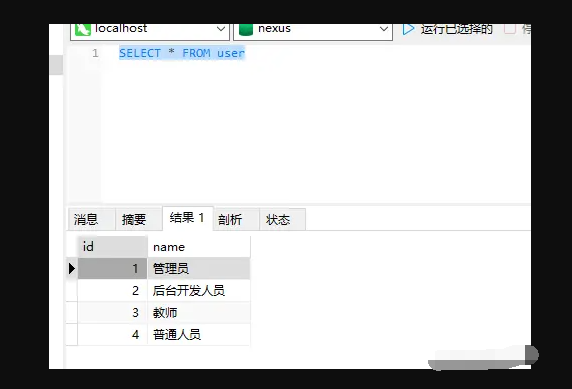 localhost nexus 运行已选择的
1 SELECT * FROM user
消息 摘要 结果 1 剖析 状态
id name
1 管理员
2 后台开发人员
3 教师
4 普通人员